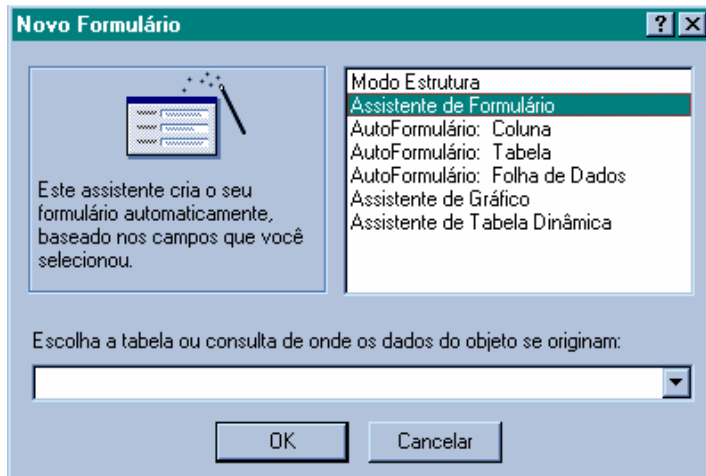 Novo Formulário
Este assistente cria o seu
formulário automaticamente,
baseado nos campos que você
selecionou.
Modo Estrutura
Assistente de Formulário
AutoFormulário: Coluna
AutoFormulário: Tabela
AutoFormulário: Folha de Dados
Assistente de Gráfico
Assistente de Tabela Dinâmica
Escolha a tabela ou consulta de onde os dados do objeto se originam:
OK
Cancelar